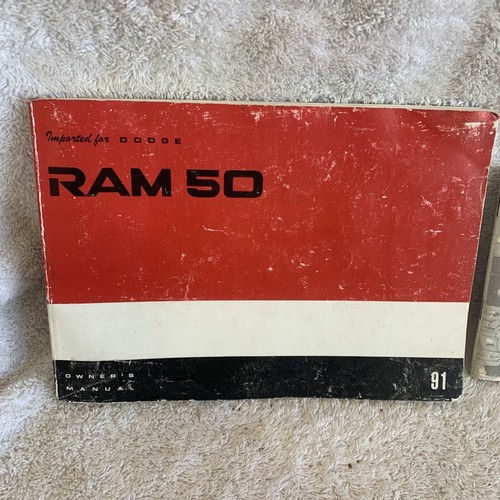 Imported for DODGE
RAM 50
OWNER'S
MANUAL
91